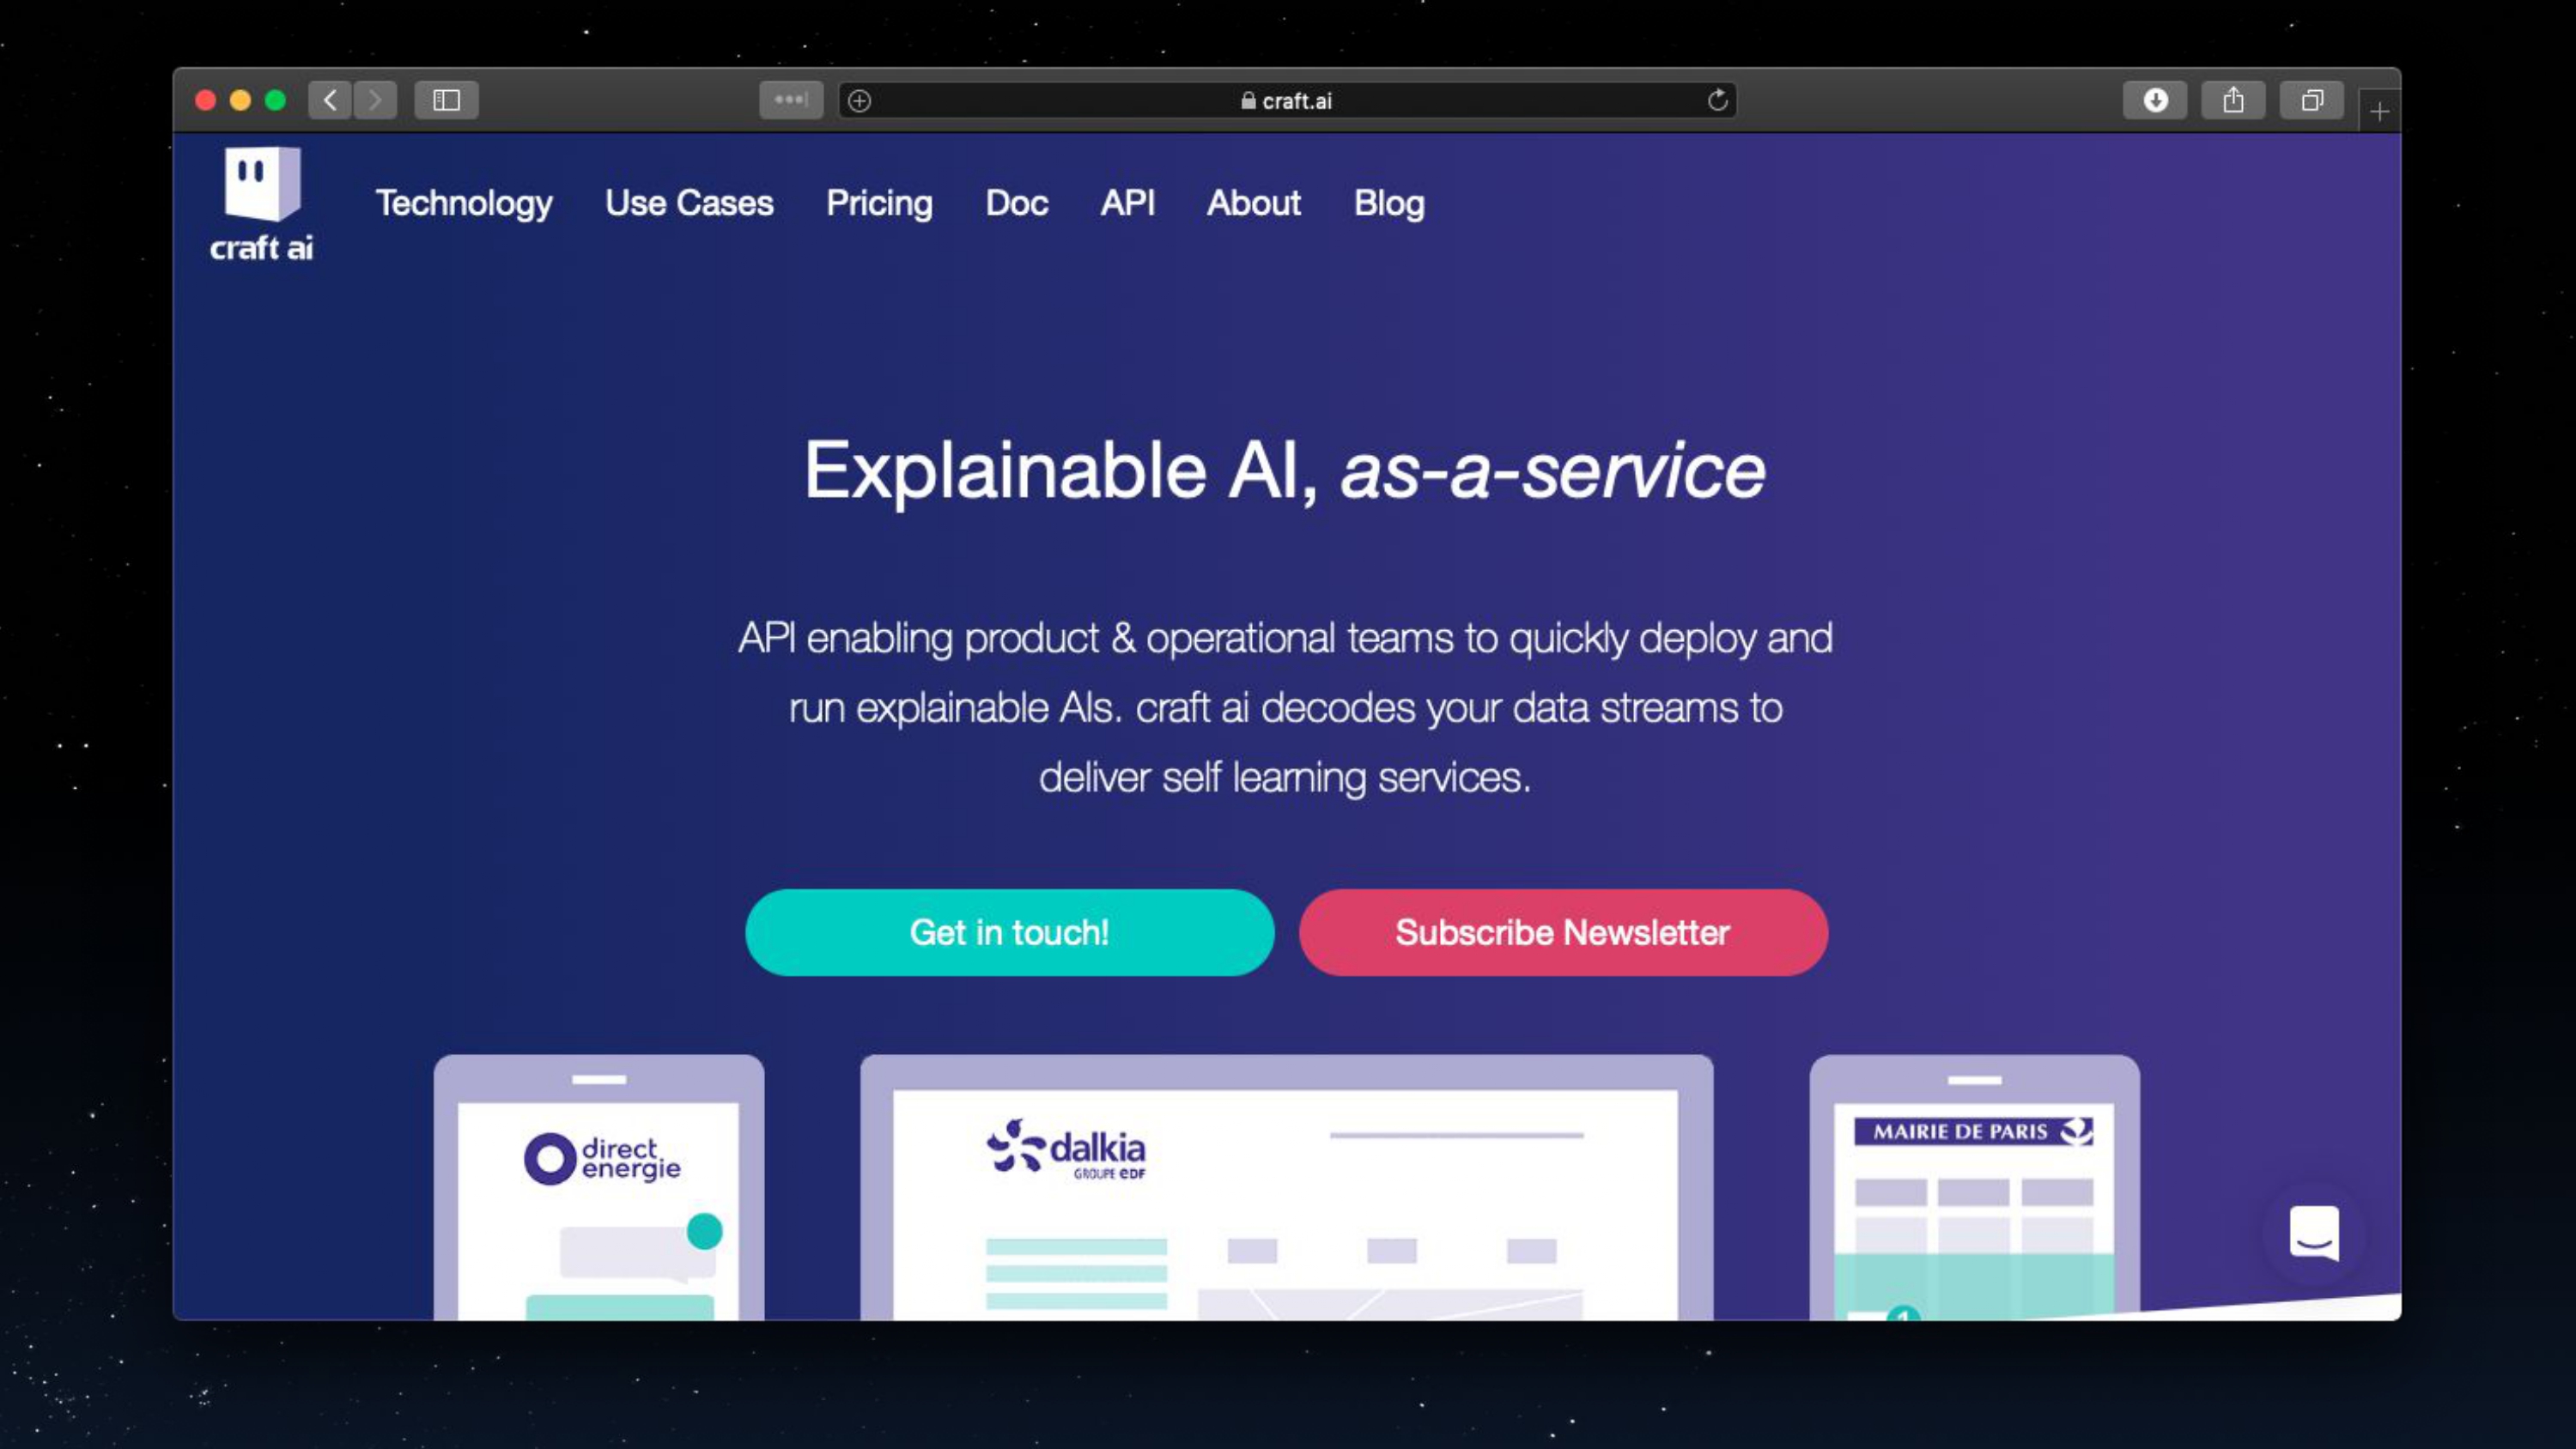 craft.ai
craft ai
Technology Use Cases Pricing Doc API About Blog
Explainable AI, as-a-service
API enabling product & operational teams to quickly deploy and
run explainable AIs. craft ai decodes your data streams to
deliver self learning services.
Get in touch! Subscribe Newsletter
direct
energie
dalkia
GROUPE eDF
MAIRIE DE PARIS
1